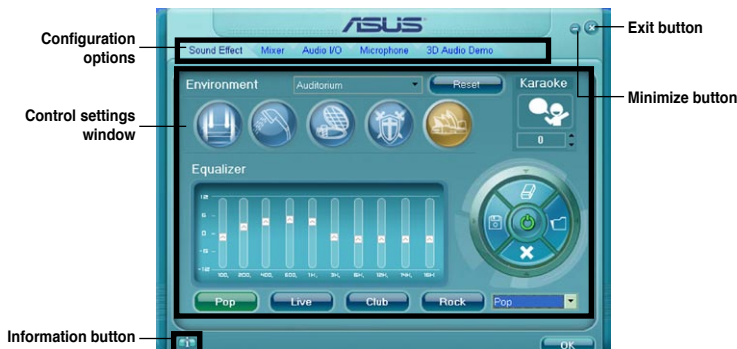 ASUS
Configuration options
Exit button
Sound Effect Mixer Audio I/O Microphone 3D Audio Demo
Environment Auditorium Reset Karaoke
Minimize button
Control settings window
0
Equalizer
12
6
0
-6
-12
100, 200, 400, 600, 1K, 3K, 6K, 12K, 14K, 16K
Pop Live Club Rock Pop
Information button
i
OK